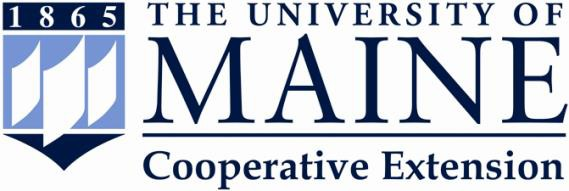 1865
THE UNIVERSITY OF
MAINE
Cooperative Extension